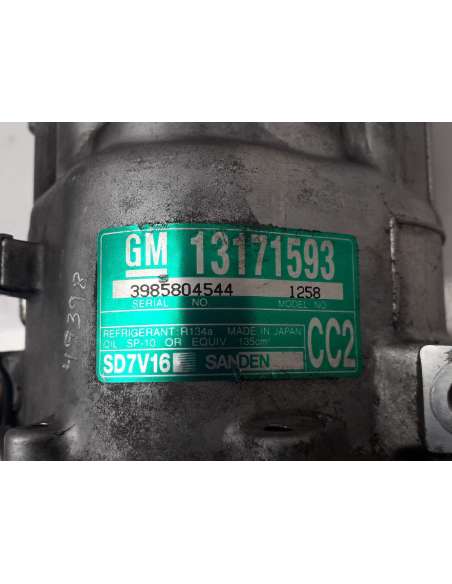 GM 13171593
3985804544 1258
SERIAL NO MODEL NO
REFRIGERANT: R134a MADE IN JAPAN
OIL SP-10 OR EQUIV 135cm³
SD7V16 SANDEN CC2
49398